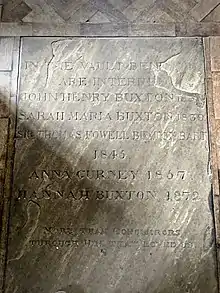 IN THE VAULT BENEATH
ARE INTERRED
JOHN HENRY BUXTON
SARAH MARIA BUXTON 1839
SIR THOMAS FOWELL BUXTON BART
1845
ANNA GURNEY 1857
HANNAH BUXTON 1872
MORE THAN CONQUERORS
THROUGH HIM THAT LOVED US